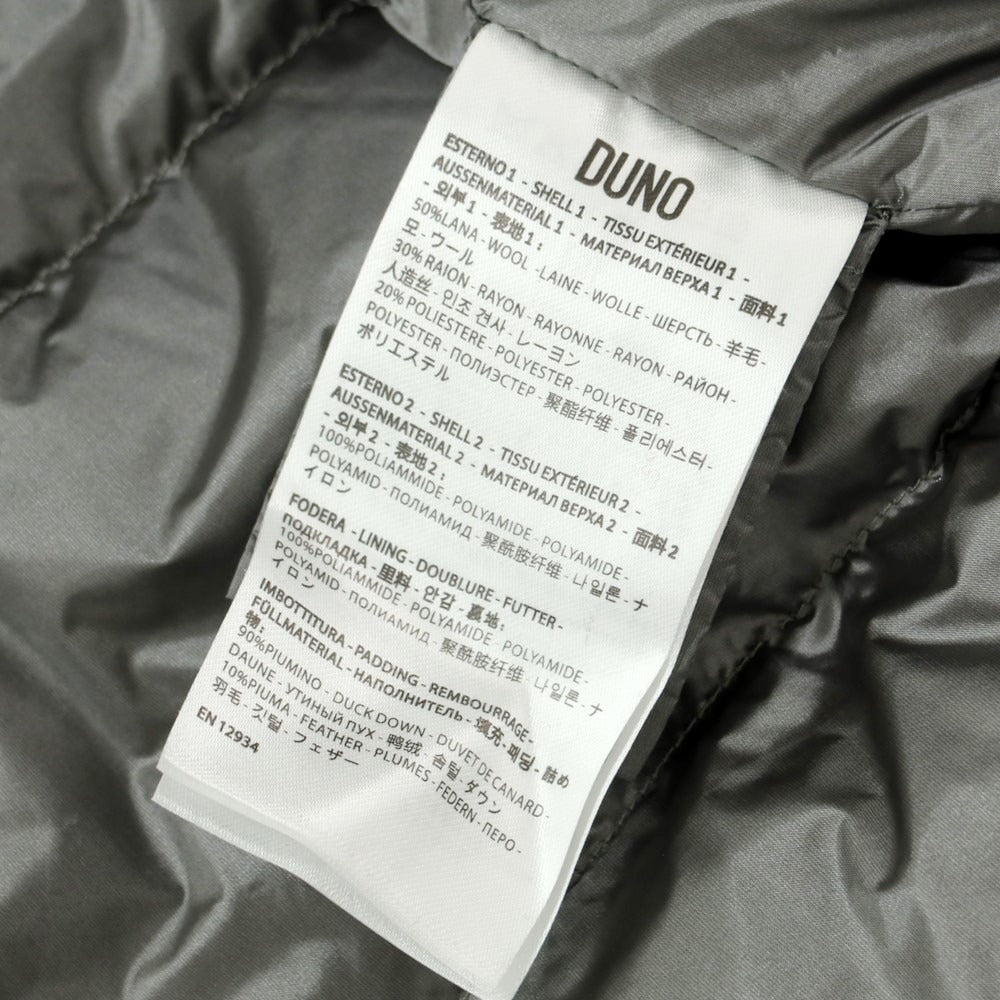 DUNO
ESTERNO 1 - SHELL 1 - TISSU EXTÉRIEUR 1 -
AUSSENMATERIAL 1 - МАТЕРИАЛ ВЕРХА 1 - 面料 1
- 외부 1 - 表地 1 :
50%LANA - WOOL -LAINE - WOLLE - ШЕРСТЬ - 羊毛-
모 - ウール
30% RAION - RAYON - RAYONNE - RAYON - РАЙОН -
人造丝 - 인조 견사 - レーヨン
20% POLIESTERE - POLYESTER - POLYESTER -
POLYESTER - ПОЛИЭСТЕР - 聚酯纤维 - 폴리에스터-
ポリエステル
ESTERNO 2 - SHELL 2 - TISSU EXTÉRIEUR 2 -
AUSSENMATERIAL 2 - МАТЕРИАЛ ВЕРХА 2 - 面料 2
- 외부 2 - 表地 2 :
100%POLIAMMIDE - POLYAMIDE - POLYAMIDE -
POLYAMID - ПОЛИАМИД - 聚酰胺纤维 - 나일론 - ナ
イロン
FODERA - LINING - DOUBLURE - FUTTER -
подкладка - 里料 - 안감 - 裏地 :
100%POLIAMMIDE - POLYAMIDE - POLYAMIDE -
POLYAMID - ПОЛИАМИД - 聚酰胺纤维 - 나일론 - ナ
イロン
IMBOTTITURA - PADDING - REMBOURRAGE -
FÜLLMATERIAL - НАПОЛНИТЕЛЬ - 填充 - 패딩 - 詰め
物 :
90%PIUMINO - DUCK DOWN - DUVET DE CANARD -
DAUNE - УТИНЫЙ ПУХ - 鸭绒 - 솜털 - ダウン
10%PIUMA - FEATHER - PLUMES - FEDERN - ПЕРО -
羽毛 - 깃털 - フェザー
EN 12934